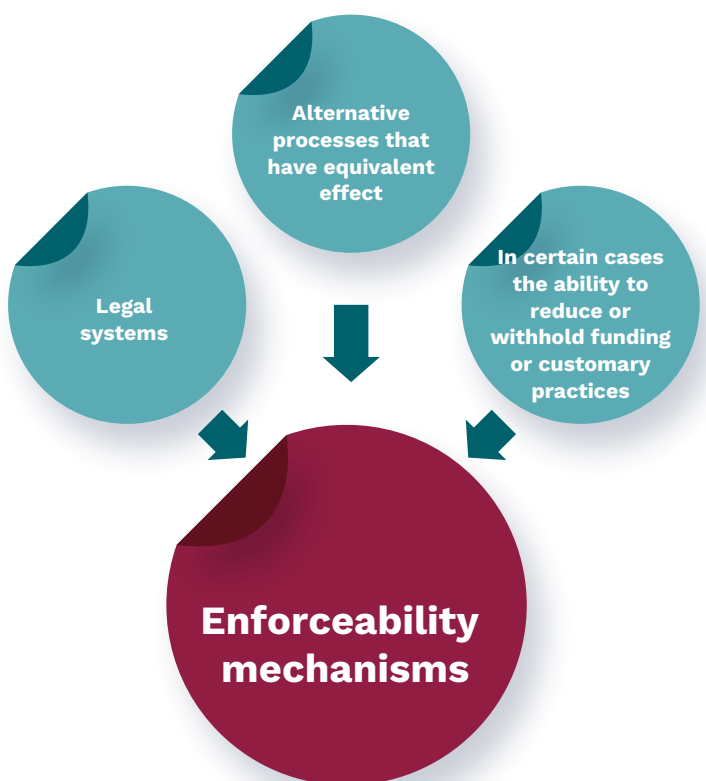 Alternative
processes that
have equivalent
effect
Legal
systems
In certain cases
the ability to
reduce or
withhold funding
or customary
practices
Enforceability
mechanisms